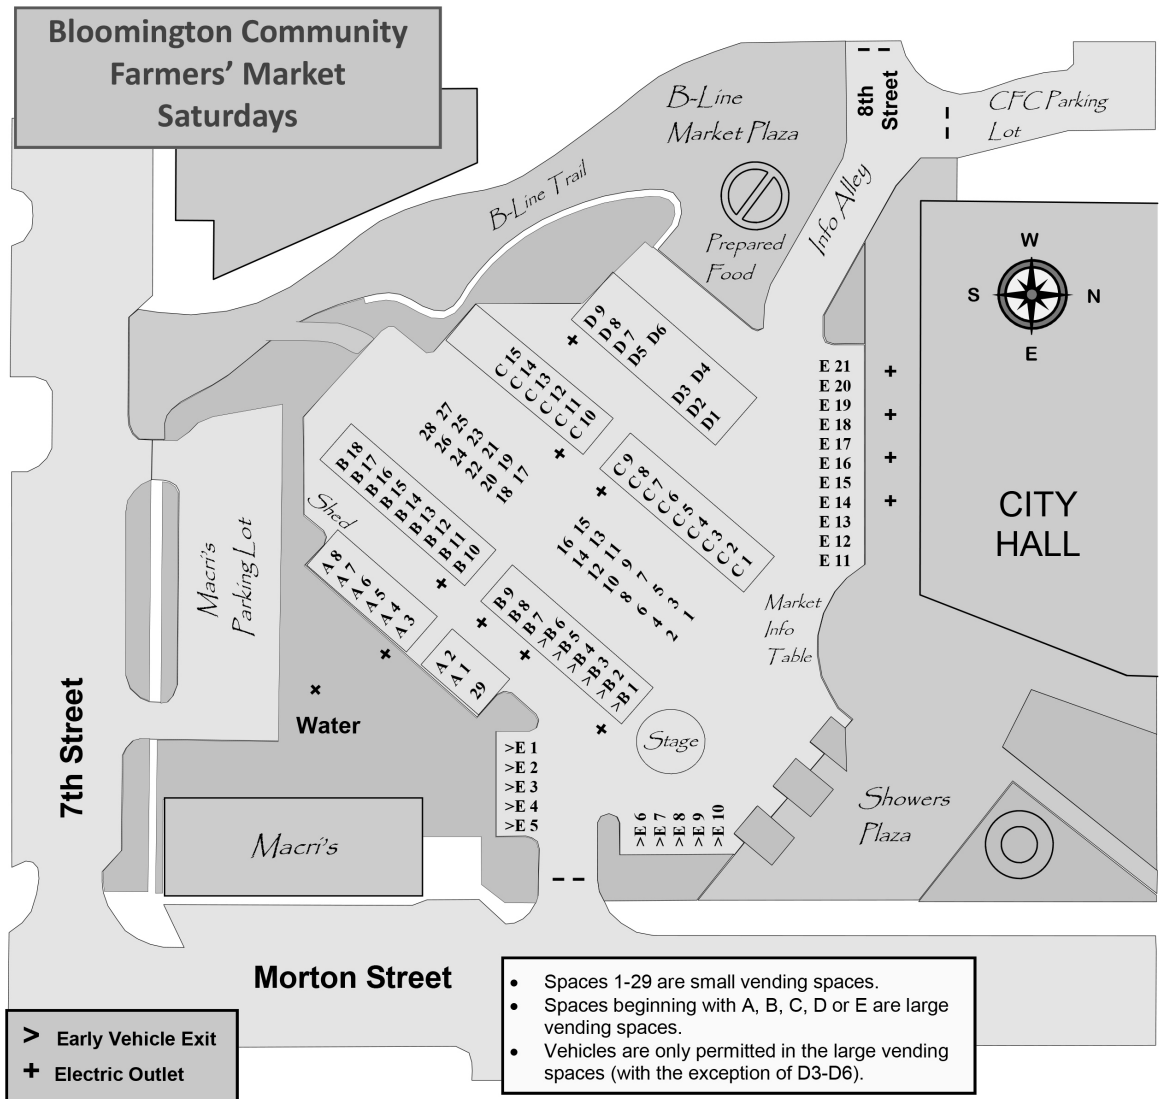 Bloomington Community
Farmers' Market
Saturdays
B-Line
Market Plaza
8th
Street
CFC Parking
Lot
B-Line Trail
Info Alley
Prepared
Food
W
S
N
E
D 9
D 8
D 7
D5 D6
D3 D4
D2
D1
C 15
C 14
C 13
C 12
C 11
C 10
28 27
26 25
24 23
22 21
20 19
18 17
B 18
B 17
B 16
B 15
B 14
B 13
B 12
B 11
B 10
C 9
C 8
C 7
C 6
C 5
C 4
C 3
C 2
C 1
E 21
E 20
E 19
E 18
E 17
E 16
E 15
E 14
E 13
E 12
E 11
CITY
HALL
Shed
A 8
A 7
A 6
A 5
A 4
A 3
A 2
A 1
29
16 15
14 13
12 11
10 9
8 7
6 5
4 3
2 1
B 9
B 8
B 7
>B 6
>B 5
>B 4
>B 3
>B 2
>B 1
Macri's
Parking Lot
Market
Info
Table
Water
7th Street
Stage
>E 1
>E 2
>E 3
>E 4
>E 5
>E 6
>E 7
>E 8
>E 9
>E 10
Showers
Plaza
Macri's
Morton Street
> Early Vehicle Exit
+ Electric Outlet
• Spaces 1-29 are small vending spaces.
• Spaces beginning with A, B, C, D or E are large
vending spaces.
• Vehicles are only permitted in the large vending
spaces (with the exception of D3-D6).